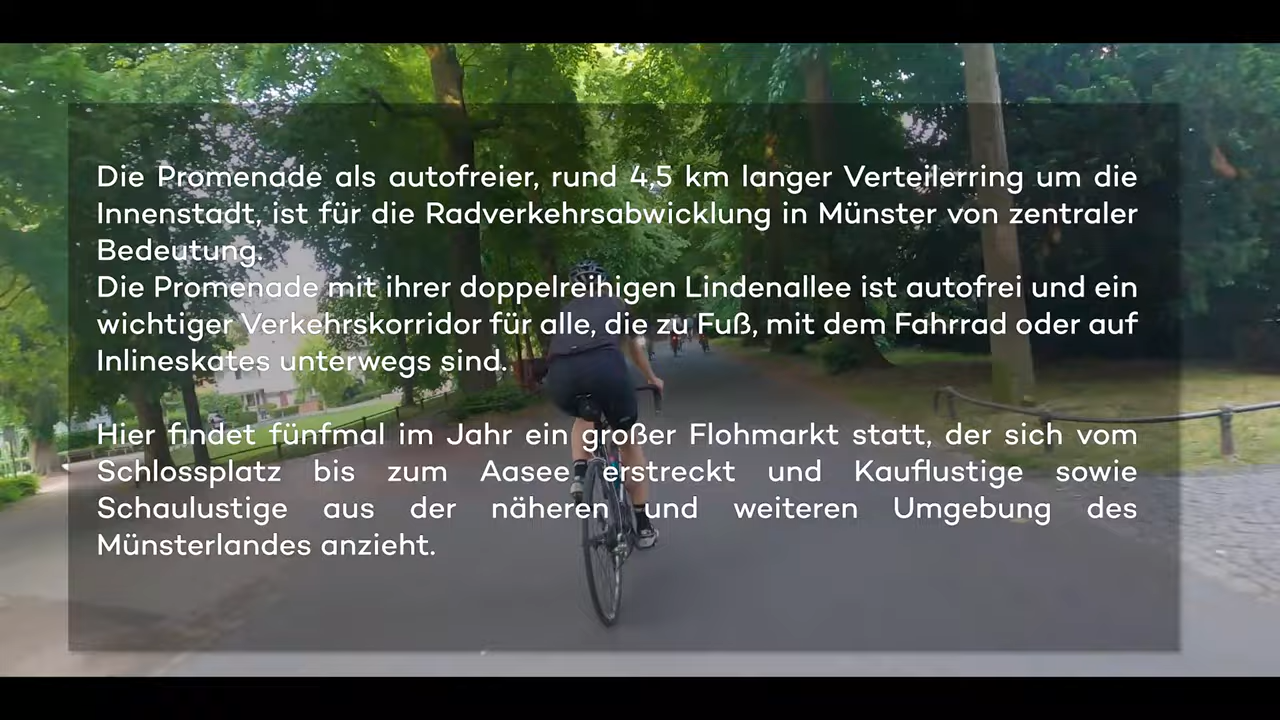 Die Promenade als autofreier, rund 4,5 km langer Verteilerring um die
Innenstadt, ist für die Radverkehrsabwicklung in Münster von zentraler
Bedeutung.
Die Promenade mit ihrer doppelreihigen Lindenallee ist autofrei und ein
wichtiger Verkehrskorridor für alle, die zu Fuß, mit dem Fahrrad oder auf
Inlineskates unterwegs sind.
Hier findet fünfmal im Jahr ein großer Flohmarkt statt, der sich vom
Schlossplatz bis zum Aasee erstreckt und Kauflustige sowie
Schaulustige aus der näheren und weiteren Umgebung des
Münsterlandes anzieht.